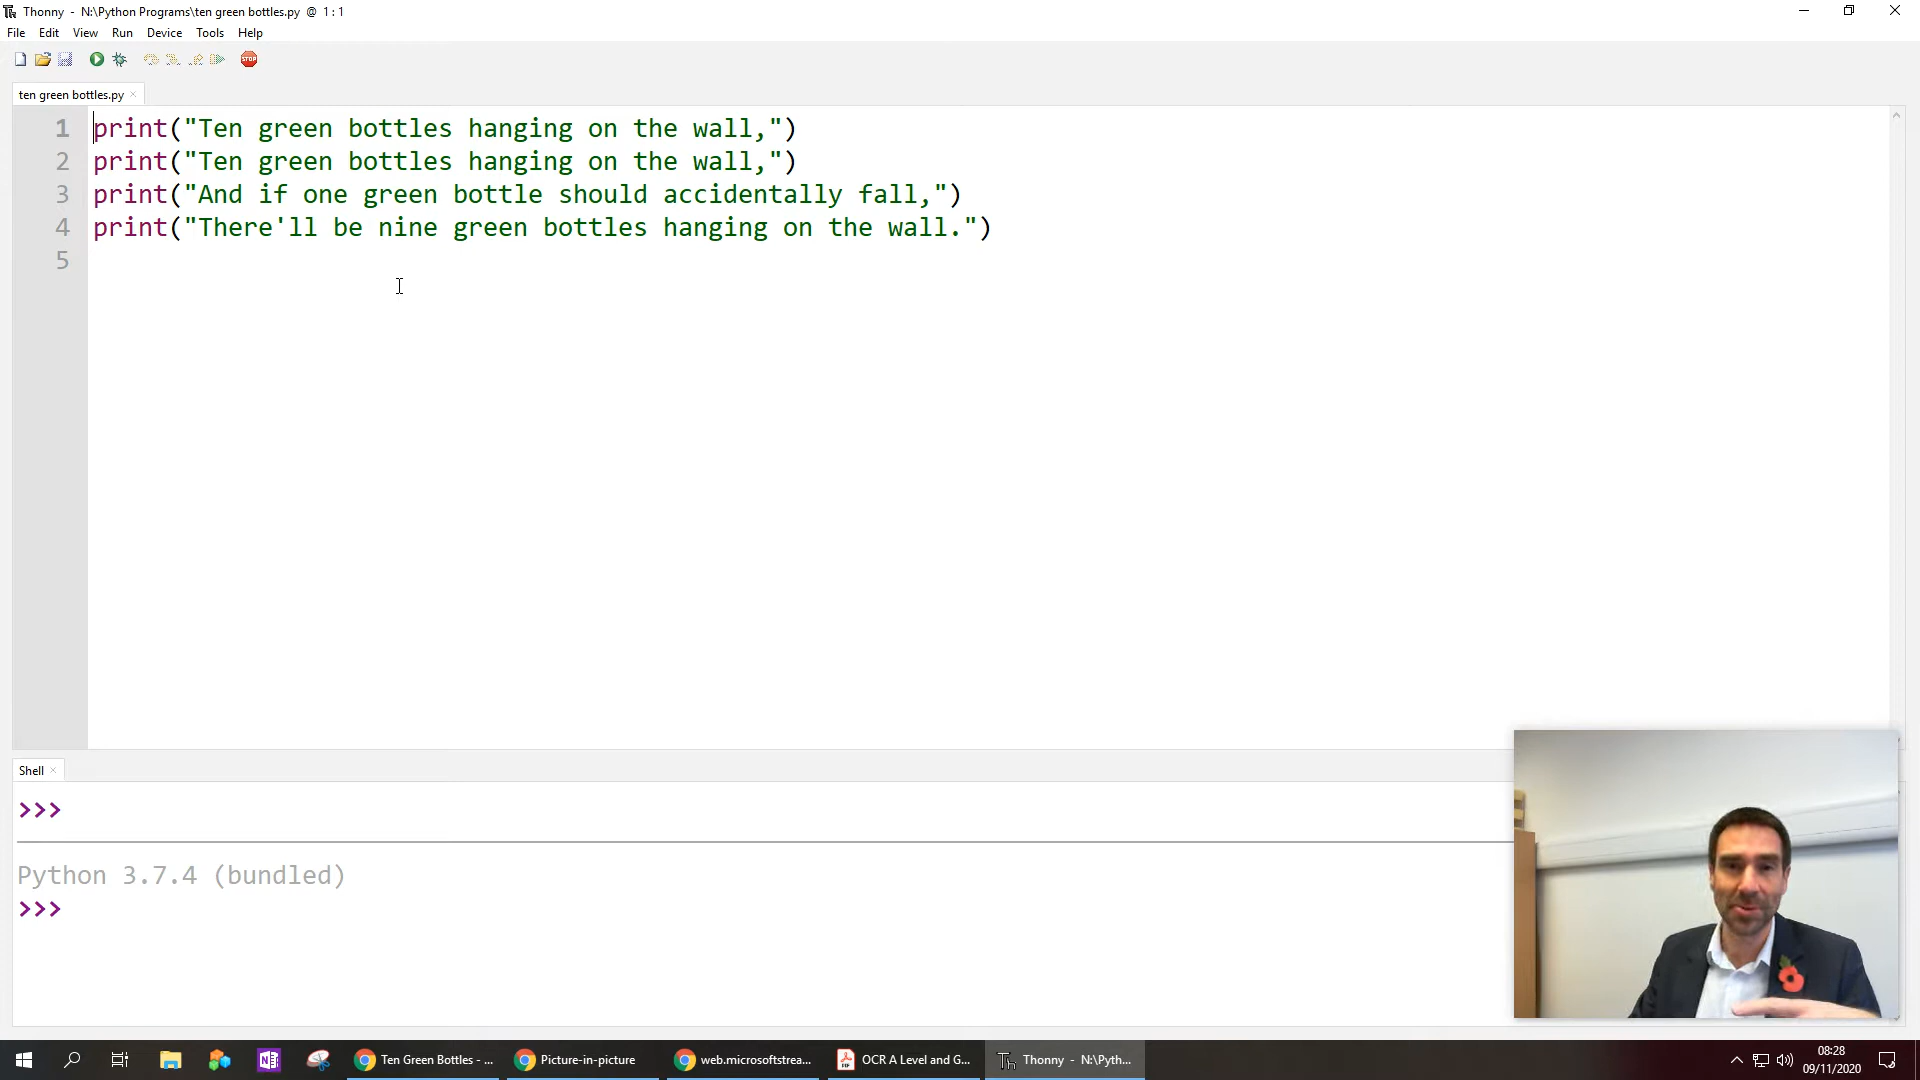 Thonny - N:\Python Programs\ten green bottles.py @ 1 : 1
File Edit View Run Device Tools Help
STOP
ten green bottles.py ×
1 print("Ten green bottles hanging on the wall,")
2 print("Ten green bottles hanging on the wall,")
3 print("And if one green bottle should accidentally fall,")
4 print("There'll be nine green bottles hanging on the wall.")
5
Shell ×
>>>
Python 3.7.4 (bundled)
>>>
Ten Green Bottles - ... Picture-in-picture web.microsoftstrea... OCR A Level and G... Thonny - N:\Pyth... 08:28
09/11/2020